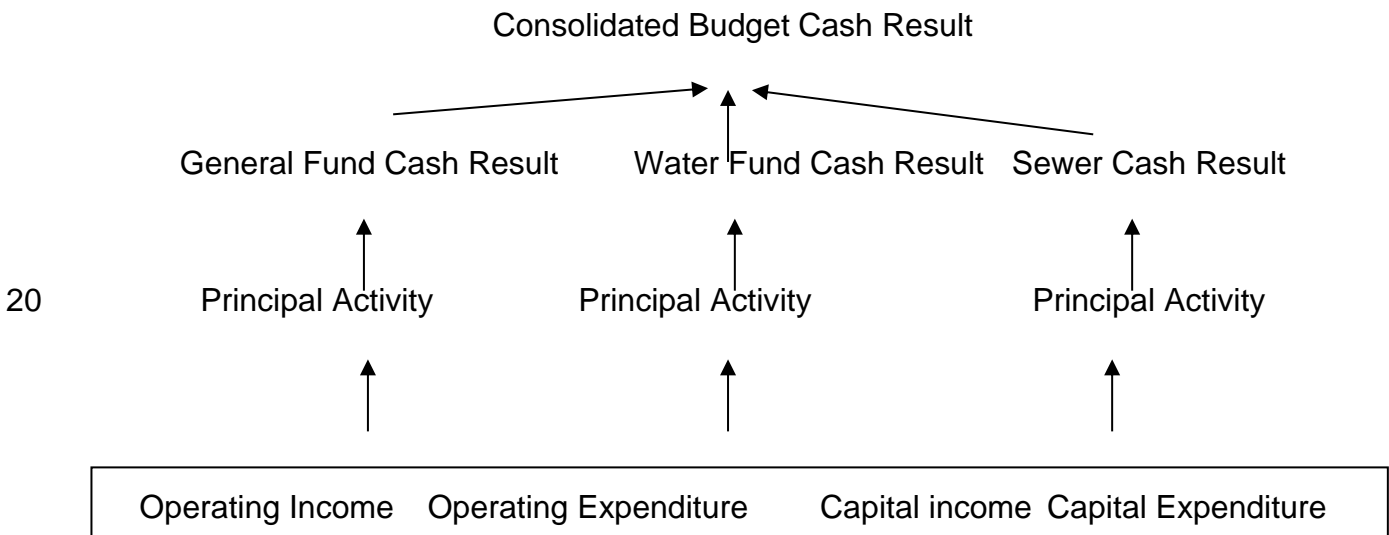 Consolidated Budget Cash Result
General Fund Cash Result Water Fund Cash Result Sewer Cash Result
20 Principal Activity Principal Activity Principal Activity
Operating Income Operating Expenditure Capital income Capital Expenditure